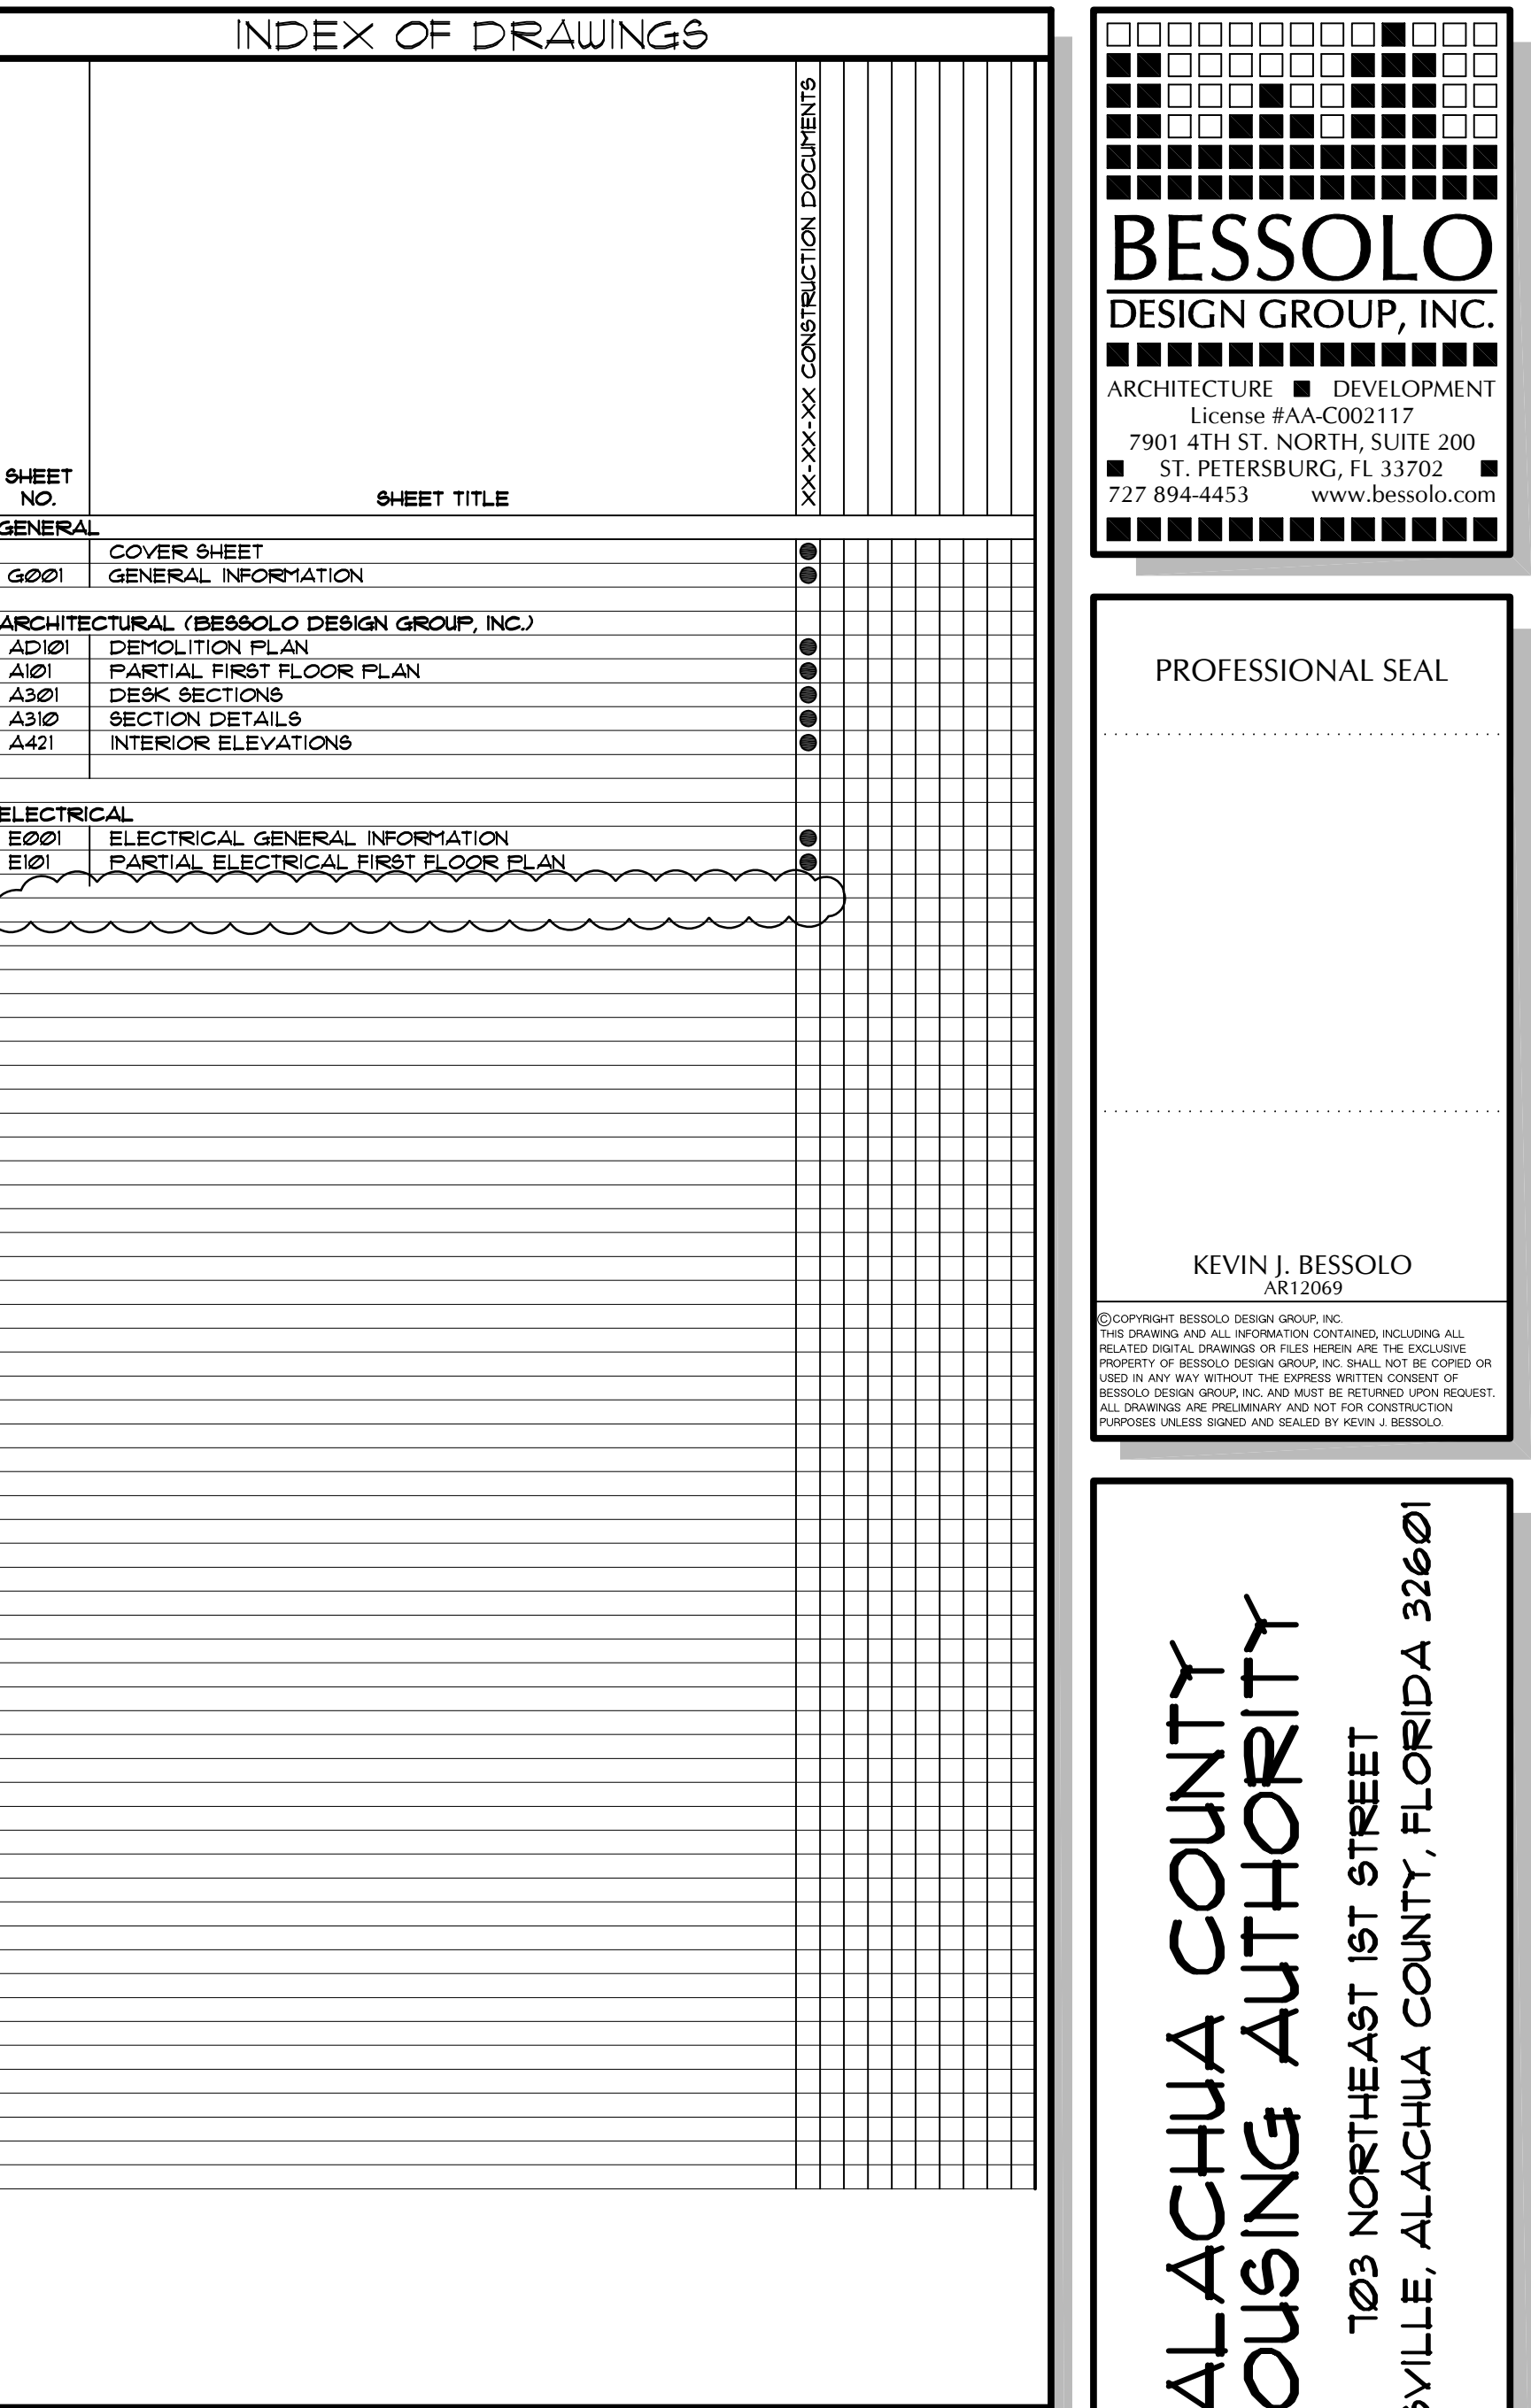 INDEX OF DRAWINGS
SHEET
NO.
SHEET TITLE
XX-XX-XX CONSTRUCTION DOCUMENTS
GENERAL
COVER SHEET
G001 GENERAL INFORMATION
ARCHITECTURAL (BESSOLO DESIGN GROUP, INC.)
AD101 DEMOLITION PLAN
A101 PARTIAL FIRST FLOOR PLAN
A301 DESK SECTIONS
A310 SECTION DETAILS
A421 INTERIOR ELEVATIONS
ELECTRICAL
E001 ELECTRICAL GENERAL INFORMATION
E101 PARTIAL ELECTRICAL FIRST FLOOR PLAN
BESSOLO
DESIGN GROUP, INC.
ARCHITECTURE DEVELOPMENT
License #AA-C002117
7901 4TH ST. NORTH, SUITE 200
ST. PETERSBURG, FL 33702
727 894-4453 www.bessolo.com
PROFESSIONAL SEAL
KEVIN J. BESSOLO
AR12069
©COPYRIGHT BESSOLO DESIGN GROUP, INC.
THIS DRAWING AND ALL INFORMATION CONTAINED, INCLUDING ALL
RELATED DIGITAL DRAWINGS OR FILES HEREIN ARE THE EXCLUSIVE
PROPERTY OF BESSOLO DESIGN GROUP, INC. SHALL NOT BE COPIED OR
USED IN ANY WAY WITHOUT THE EXPRESS WRITTEN CONSENT OF
BESSOLO DESIGN GROUP, INC. AND MUST BE RETURNED UPON REQUEST.
ALL DRAWINGS ARE PRELIMINARY AND NOT FOR CONSTRUCTION
PURPOSES UNLESS SIGNED AND SEALED BY KEVIN J. BESSOLO.
ALACHUA COUNTY
OUSING AUTHORITY
703 NORTHEAST 1ST STREET
SVILLE, ALACHUA COUNTY, FLORIDA 32601